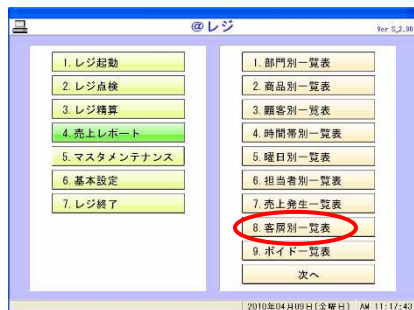 @レジ
Ver S_2.00
1. レジ起動
2. レジ点検
3. レジ精算
4. 売上レポート
5. マスタメンテナンス
6. 基本設定
7. レジ終了
1. 部門別一覧表
2. 商品別一覧表
3. 顧客別一覧表
4. 時間帯別一覧表
5. 曜日別一覧表
6. 担当者別一覧表
7. 売上発生一覧表
8. 客層別一覧表
9. ボイド一覧表
次へ
2010年04月09日(金曜日) AM 11:17:43